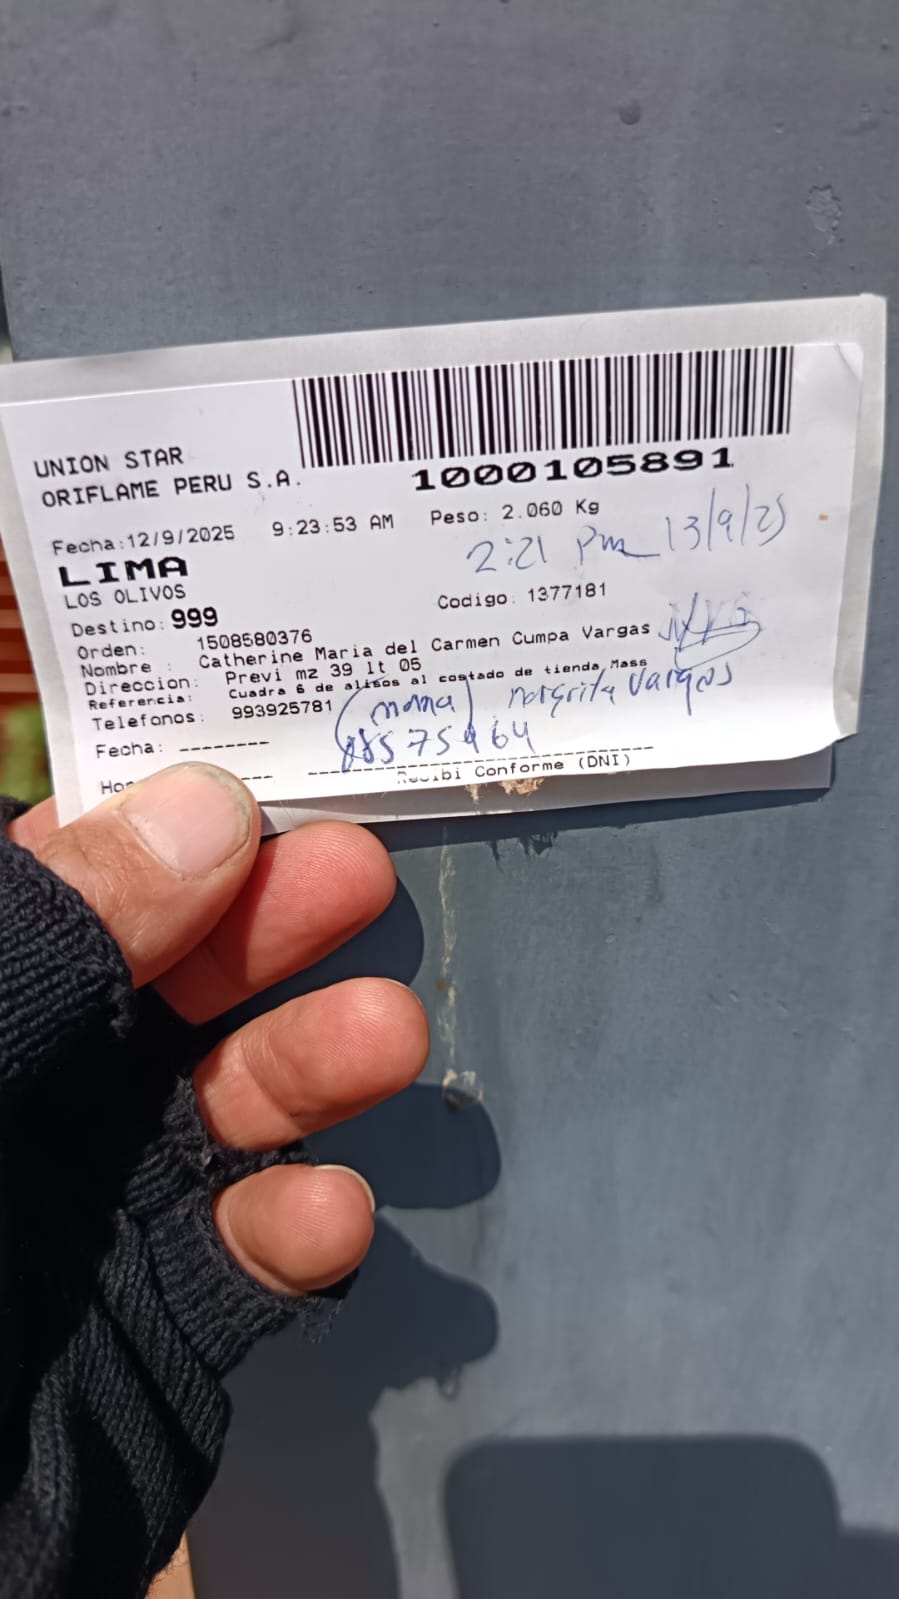 UNION STAR
ORIFLAME PERU S.A.
1000105891
Fecha:12/9/2025 9:23:53 AM Peso: 2.060 Kg
2:21 pm 13/9/25
LIMA
LOS OLIVOS
Destino: 999 Codigo: 1377181
Orden: 1508580376
Nombre : Catherine Maria del Carmen Cumpa Vargas
Direccion: Previ mz 39 lt 05
Referencia: Cuadra 6 de alisos al costado de tienda Mass
Telefonos: 993925781 (mama) Vargas
Fecha: --------
Recibi Conforme (DNI)